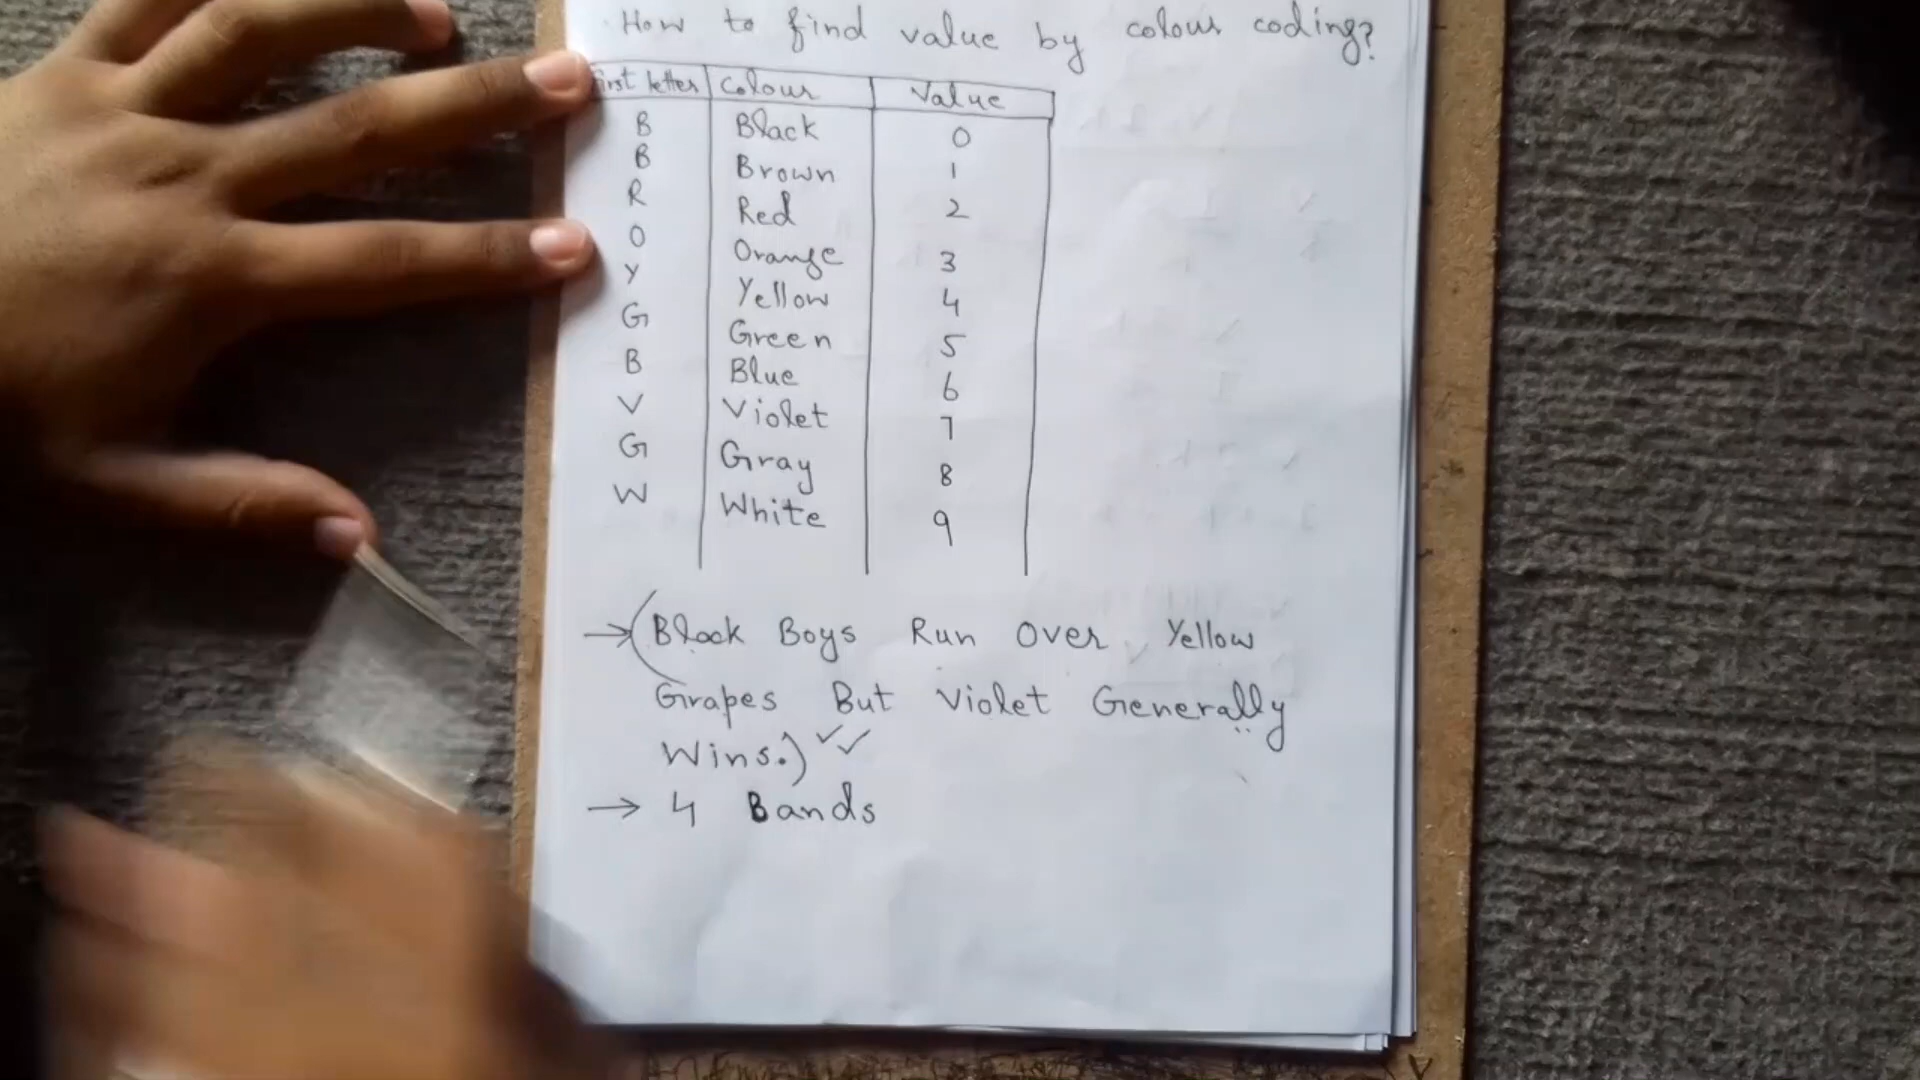 How to find value by colour coding?
First letter Colour Value
B Black 0
B Brown 1
R Red 2
O Orange 3
Y Yellow 4
G Green 5
B Blue 6
V Violet 7
G Gray 8
W White 9
→ (Black Boys Run Over Yellow
Grapes But Violet Generally
Wins.) ✓✓
→ 4 Bands